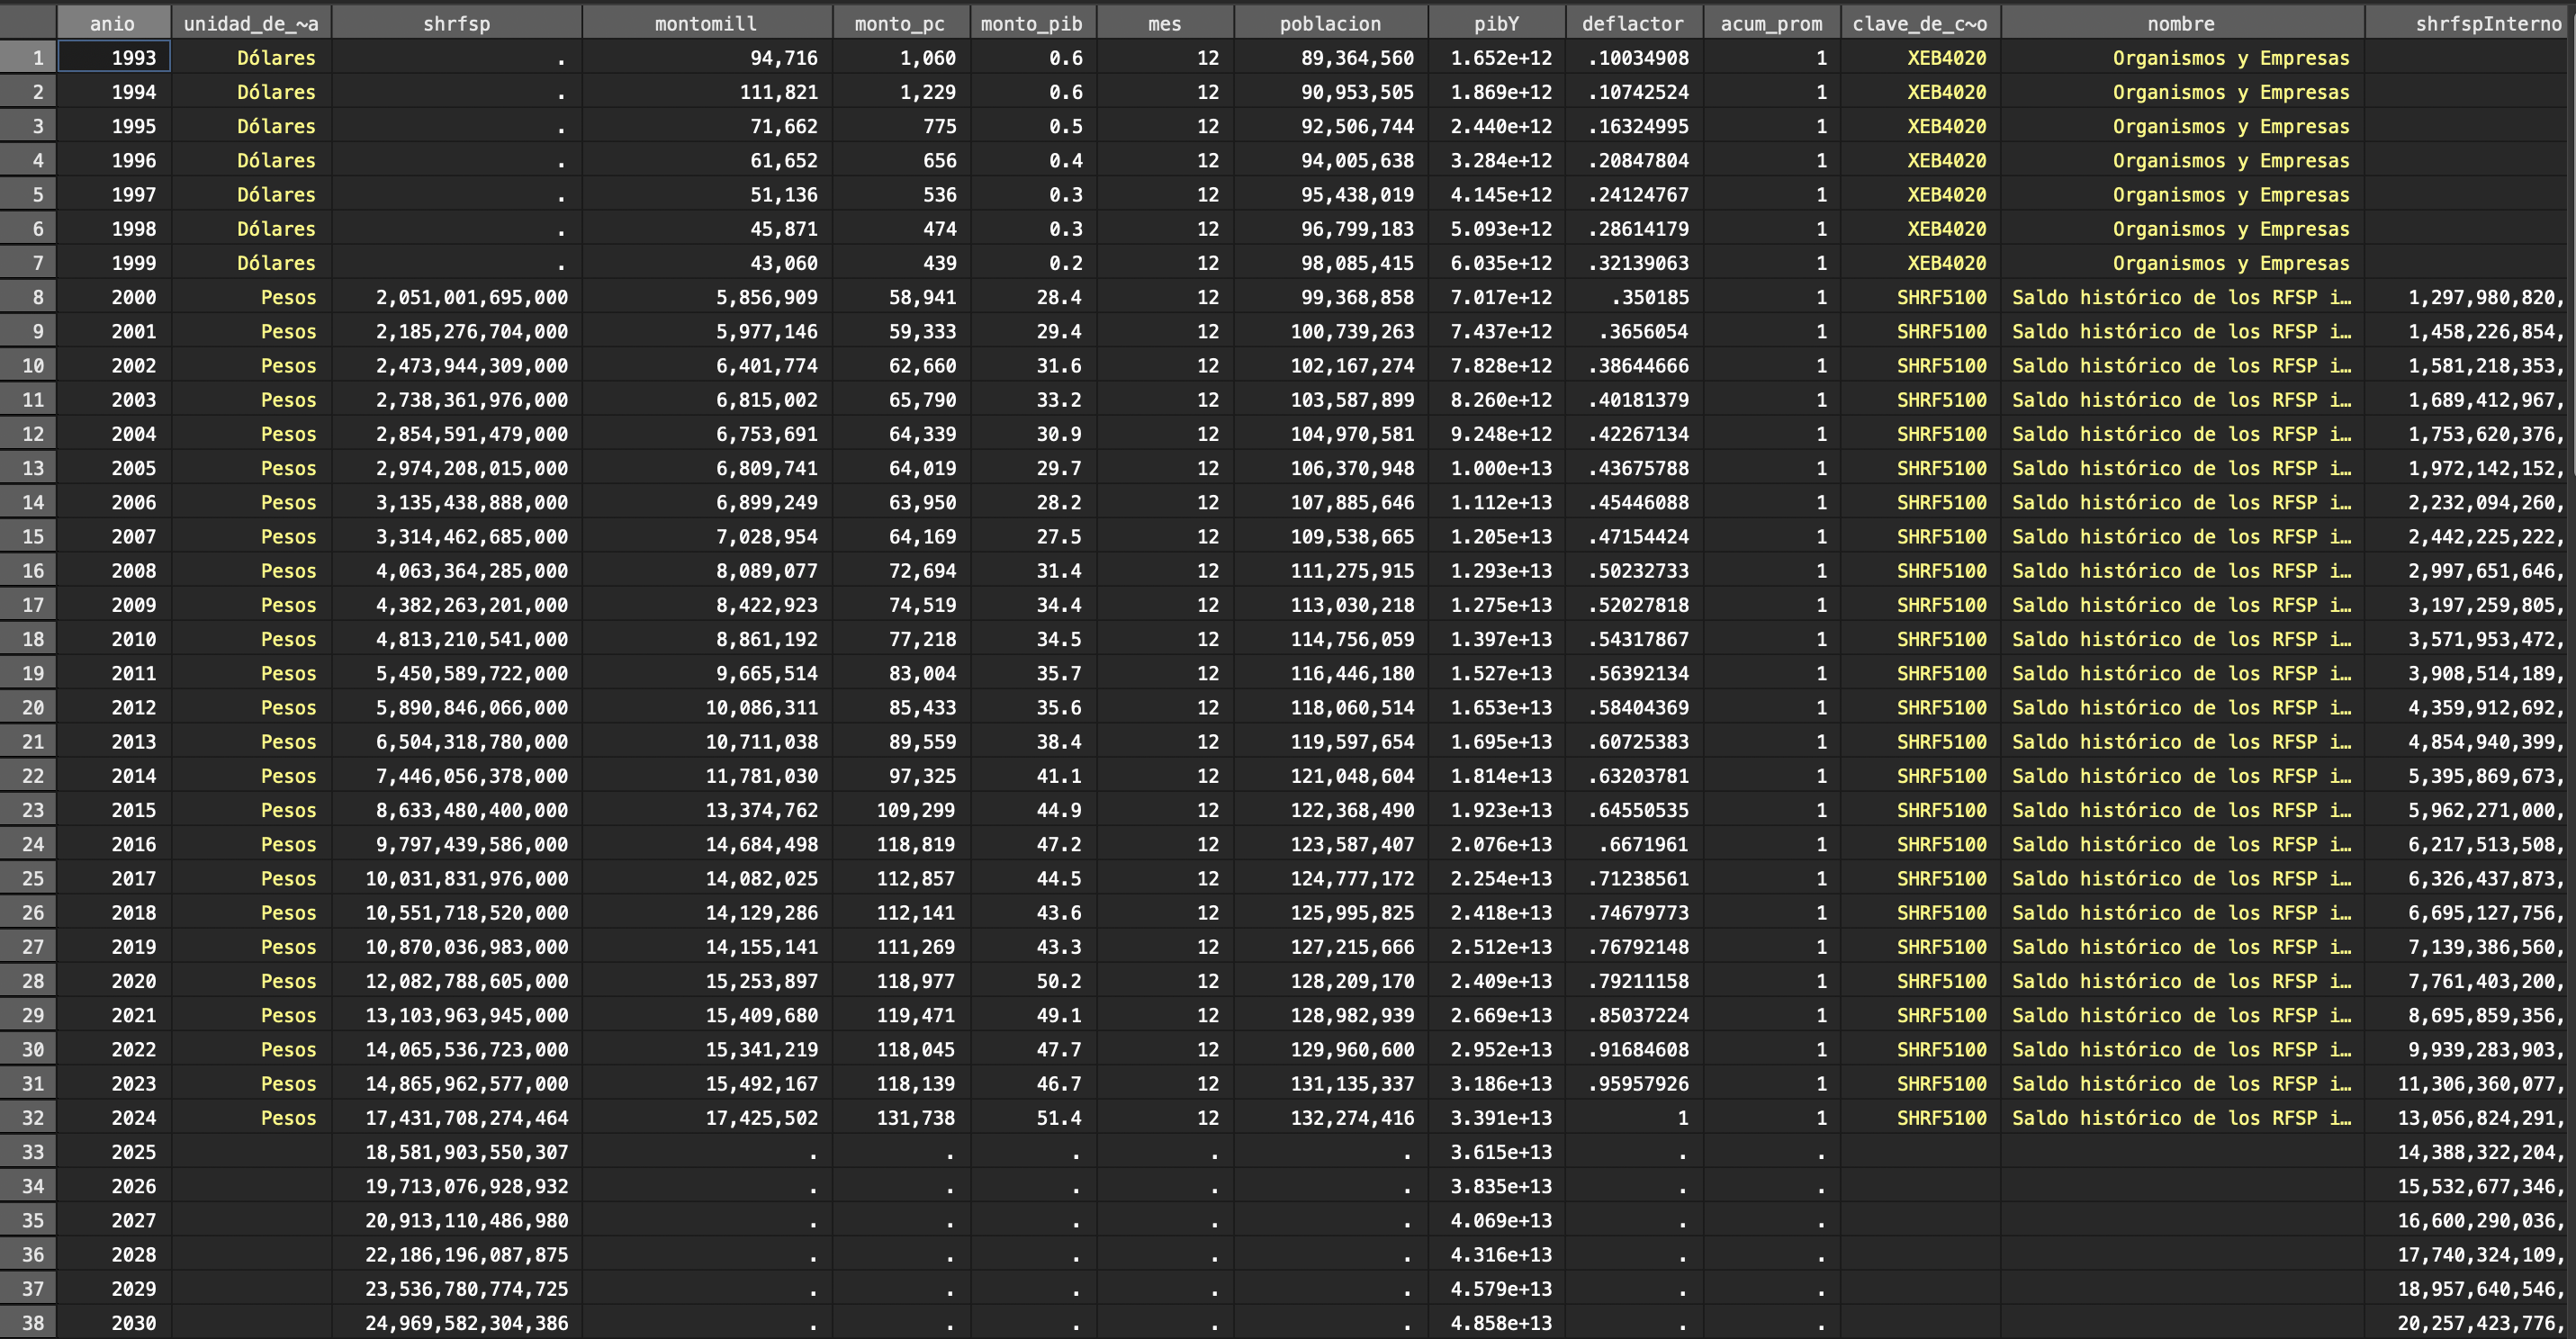 anio unidad_de_~a shrfsp montomill monto_pc monto_pib mes poblacion pibY deflactor acum_prom clave_de_c~o nombre shrfspInterno
1 1993 Dólares . 94,716 1,060 0.6 12 89,364,560 1.652e+12 .10034908 1 XEB4020 Organismos y Empresas
2 1994 Dólares . 111,821 1,229 0.6 12 90,953,505 1.869e+12 .10742524 1 XEB4020 Organismos y Empresas
3 1995 Dólares . 71,662 775 0.5 12 92,506,744 2.440e+12 .16324995 1 XEB4020 Organismos y Empresas
4 1996 Dólares . 61,652 656 0.4 12 94,005,638 3.284e+12 .20847804 1 XEB4020 Organismos y Empresas
5 1997 Dólares . 51,136 536 0.3 12 95,438,019 4.145e+12 .24124767 1 XEB4020 Organismos y Empresas
6 1998 Dólares . 45,871 474 0.3 12 96,799,183 5.093e+12 .28614179 1 XEB4020 Organismos y Empresas
7 1999 Dólares . 43,060 439 0.2 12 98,085,415 6.035e+12 .32139063 1 XEB4020 Organismos y Empresas
8 2000 Pesos 2,051,001,695,000 5,856,909 58,941 28.4 12 99,368,858 7.017e+12 .350185 1 SHRF5100 Saldo histórico de los RFSP i… 1,297,980,820,
9 2001 Pesos 2,185,276,704,000 5,977,146 59,333 29.4 12 100,739,263 7.437e+12 .3656054 1 SHRF5100 Saldo histórico de los RFSP i… 1,458,226,854,
10 2002 Pesos 2,473,944,309,000 6,401,774 62,660 31.6 12 102,167,274 7.828e+12 .38644666 1 SHRF5100 Saldo histórico de los RFSP i… 1,581,218,353,
11 2003 Pesos 2,738,361,976,000 6,815,002 65,790 33.2 12 103,587,899 8.260e+12 .40181379 1 SHRF5100 Saldo histórico de los RFSP i… 1,689,412,967,
12 2004 Pesos 2,854,591,479,000 6,753,691 64,339 30.9 12 104,970,581 9.248e+12 .42267134 1 SHRF5100 Saldo histórico de los RFSP i… 1,753,620,376,
13 2005 Pesos 2,974,208,015,000 6,809,741 64,019 29.7 12 106,370,948 1.000e+13 .43675788 1 SHRF5100 Saldo histórico de los RFSP i… 1,972,142,152,
14 2006 Pesos 3,135,438,888,000 6,899,249 63,950 28.2 12 107,885,646 1.112e+13 .45446088 1 SHRF5100 Saldo histórico de los RFSP i… 2,232,094,260,
15 2007 Pesos 3,314,462,685,000 7,028,954 64,169 27.5 12 109,538,665 1.205e+13 .47154424 1 SHRF5100 Saldo histórico de los RFSP i… 2,442,225,222,
16 2008 Pesos 4,063,364,285,000 8,089,077 72,694 31.4 12 111,275,915 1.293e+13 .50232733 1 SHRF5100 Saldo histórico de los RFSP i… 2,997,651,646,
17 2009 Pesos 4,382,263,201,000 8,422,923 74,519 34.4 12 113,030,218 1.275e+13 .52027818 1 SHRF5100 Saldo histórico de los RFSP i… 3,197,259,805,
18 2010 Pesos 4,813,210,541,000 8,861,192 77,218 34.5 12 114,756,059 1.397e+13 .54317867 1 SHRF5100 Saldo histórico de los RFSP i… 3,571,953,472,
19 2011 Pesos 5,450,589,722,000 9,665,514 83,004 35.7 12 116,446,180 1.527e+13 .56392134 1 SHRF5100 Saldo histórico de los RFSP i… 3,908,514,189,
20 2012 Pesos 5,890,846,066,000 10,086,311 85,433 35.6 12 118,060,514 1.653e+13 .58404369 1 SHRF5100 Saldo histórico de los RFSP i… 4,359,912,692,
21 2013 Pesos 6,504,318,780,000 10,711,038 89,559 38.4 12 119,597,654 1.695e+13 .60725383 1 SHRF5100 Saldo histórico de los RFSP i… 4,854,940,399,
22 2014 Pesos 7,446,056,378,000 11,781,030 97,325 41.1 12 121,048,604 1.814e+13 .63203781 1 SHRF5100 Saldo histórico de los RFSP i… 5,395,869,673,
23 2015 Pesos 8,633,480,400,000 13,374,762 109,299 44.9 12 122,368,490 1.923e+13 .64550535 1 SHRF5100 Saldo histórico de los RFSP i… 5,962,271,000,
24 2016 Pesos 9,797,439,586,000 14,684,498 118,819 47.2 12 123,587,407 2.076e+13 .6671961 1 SHRF5100 Saldo histórico de los RFSP i… 6,217,513,508,
25 2017 Pesos 10,031,831,976,000 14,082,025 112,857 44.5 12 124,777,172 2.254e+13 .71238561 1 SHRF5100 Saldo histórico de los RFSP i… 6,326,437,873,
26 2018 Pesos 10,551,718,520,000 14,129,286 112,141 43.6 12 125,995,825 2.418e+13 .74679773 1 SHRF5100 Saldo histórico de los RFSP i… 6,695,127,756,
27 2019 Pesos 10,870,036,983,000 14,155,141 111,269 43.3 12 127,215,666 2.512e+13 .76792148 1 SHRF5100 Saldo histórico de los RFSP i… 7,139,386,560,
28 2020 Pesos 12,082,788,605,000 15,253,897 118,977 50.2 12 128,209,170 2.409e+13 .79211158 1 SHRF5100 Saldo histórico de los RFSP i… 7,761,403,200,
29 2021 Pesos 13,103,963,945,000 15,409,680 119,471 49.1 12 128,982,939 2.669e+13 .85037224 1 SHRF5100 Saldo histórico de los RFSP i… 8,695,859,356,
30 2022 Pesos 14,065,536,723,000 15,341,219 118,045 47.7 12 129,960,600 2.952e+13 .91684608 1 SHRF5100 Saldo histórico de los RFSP i… 9,939,283,903,
31 2023 Pesos 14,865,962,577,000 15,492,167 118,139 46.7 12 131,135,337 3.186e+13 .95957926 1 SHRF5100 Saldo histórico de los RFSP i… 11,306,360,077,
32 2024 Pesos 17,431,708,274,464 17,425,502 131,738 51.4 12 132,274,416 3.391e+13 1 1 SHRF5100 Saldo histórico de los RFSP i… 13,056,824,291,
33 2025 18,581,903,550,307 . . . . . 3.615e+13 . . 14,388,322,204,
34 2026 19,713,076,928,932 . . . . . 3.835e+13 . . 15,532,677,346,
35 2027 20,913,110,486,980 . . . . . 4.069e+13 . . 16,600,290,036,
36 2028 22,186,196,087,875 . . . . . 4.316e+13 . . 17,740,324,109,
37 2029 23,536,780,774,725 . . . . . 4.579e+13 . . 18,957,640,546,
38 2030 24,969,582,304,386 . . . . . 4.858e+13 . . 20,257,423,776,